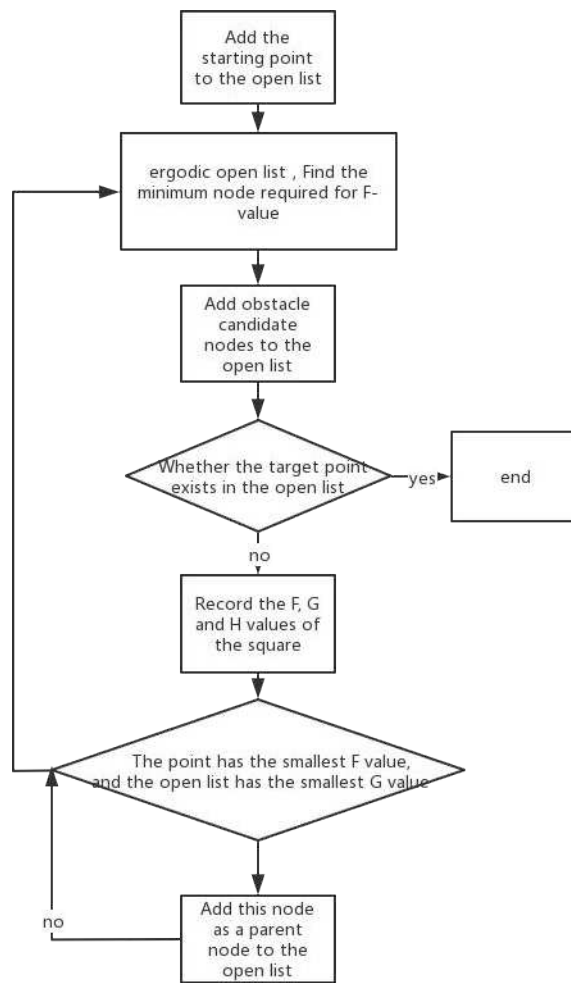 Add the
starting point
to the open list
ergodic open list , Find the
minimum node required for F-
value
Add obstacle
candidate
nodes to the
open list
Whether the target point
exists in the open list
yes
end
no
Record the F, G
and H values of
the square
The point has the smallest F value,
and the open list has the smallest G value
no
Add this node
as a parent
node to the
open list